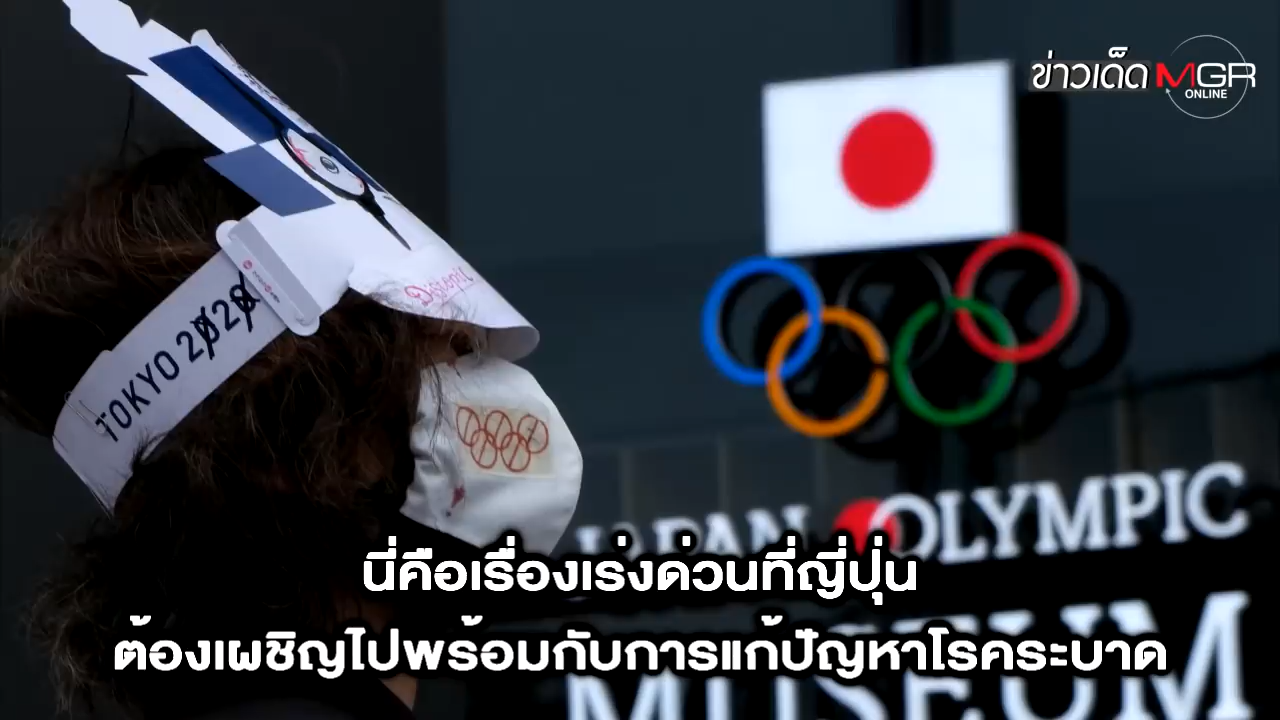 ข่าวเด็ด MGR
ONLINE
Distopic
TOKYO 2020
JAPAN OLYMPIC
MUSEUM
นี่คือเรื่องเร่งด่วนที่ญี่ปุ่น
ต้องเผชิญไปพร้อมกับการแก้ปัญหาโรคระบาด